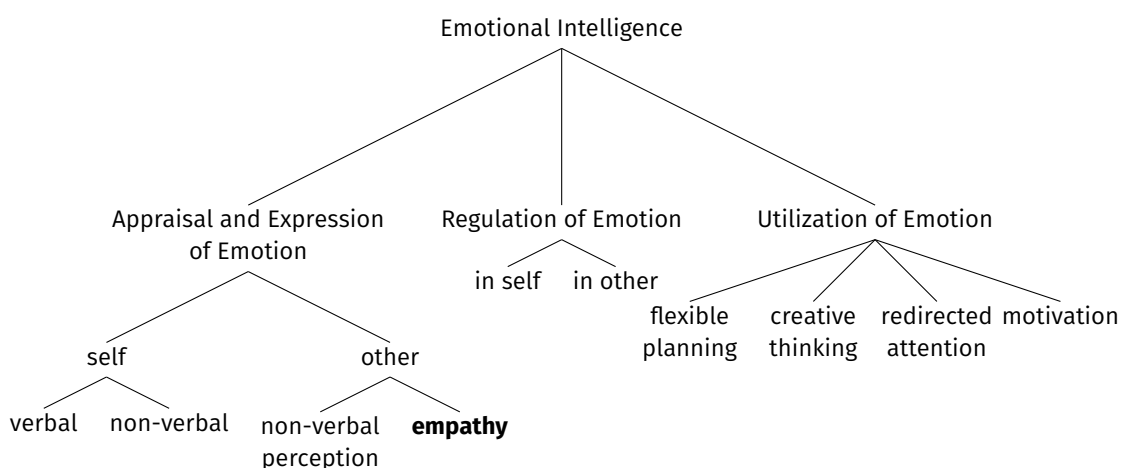 Emotional Intelligence
Appraisal and Expression
of Emotion
Regulation of Emotion
Utilization of Emotion
in self
in other
flexible
planning
creative
thinking
redirected
attention
motivation
self
other
verbal
non-verbal
non-verbal
perception
empathy